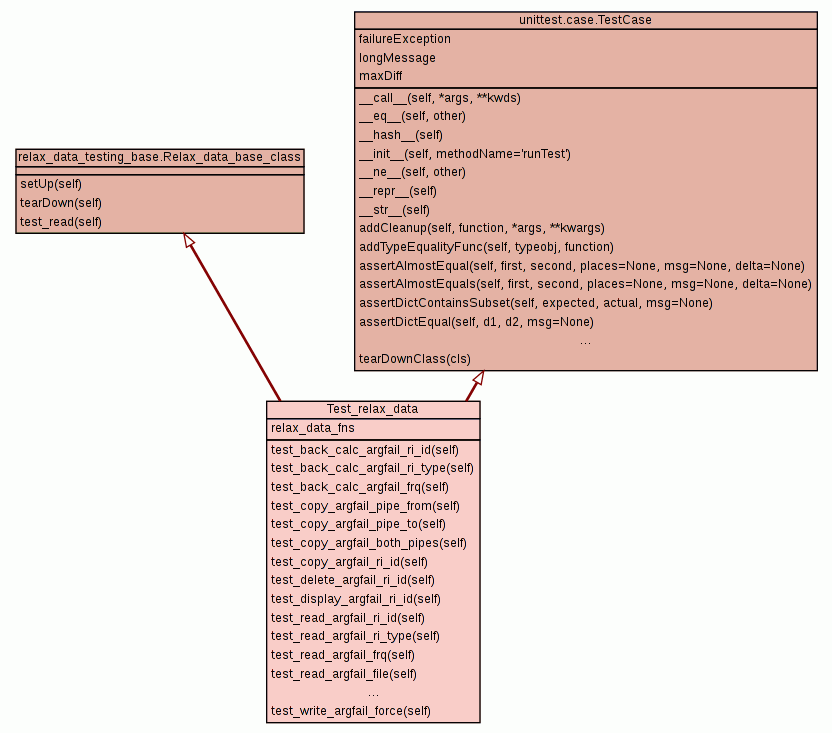 unittest.case.TestCase
failureException
longMessage
maxDiff
__call__(self, *args, **kwds)
__eq__(self, other)
__hash__(self)
__init__(self, methodName='runTest')
__ne__(self, other)
__repr__(self)
__str__(self)
addCleanup(self, function, *args, **kwargs)
addTypeEqualityFunc(self, typeobj, function)
assertAlmostEqual(self, first, second, places=None, msg=None, delta=None)
assertAlmostEquals(self, first, second, places=None, msg=None, delta=None)
assertDictContainsSubset(self, expected, actual, msg=None)
assertDictEqual(self, d1, d2, msg=None)
...
tearDownClass(cls)
relax_data_testing_base.Relax_data_base_class
setUp(self)
tearDown(self)
test_read(self)
Test_relax_data
relax_data_fns
test_back_calc_argfail_ri_id(self)
test_back_calc_argfail_ri_type(self)
test_back_calc_argfail_frq(self)
test_copy_argfail_pipe_from(self)
test_copy_argfail_pipe_to(self)
test_copy_argfail_both_pipes(self)
test_copy_argfail_ri_id(self)
test_delete_argfail_ri_id(self)
test_display_argfail_ri_id(self)
test_read_argfail_ri_id(self)
test_read_argfail_ri_type(self)
test_read_argfail_frq(self)
test_read_argfail_file(self)
...
test_write_argfail_force(self)